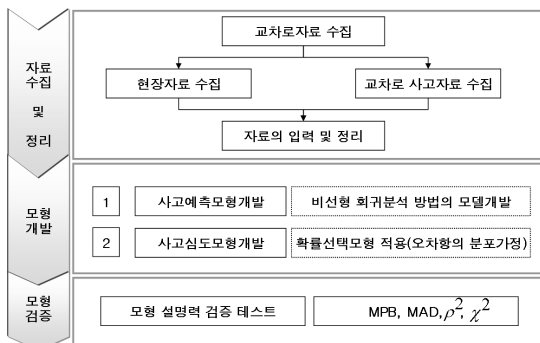 자료
수집
및
정리
교차로자료 수집
현장자료 수집
교차로 사고자료 수집
자료의 입력 및 정리
모형
개발
1
사고예측모형개발
비선형 회귀분석 방법의 모델개발
2
사고심도모형개발
확률선택모형 적용(오차항의 분포가정)
모형
검증
모형 설명력 검증 테스트
MPB, MAD, ρ², χ²